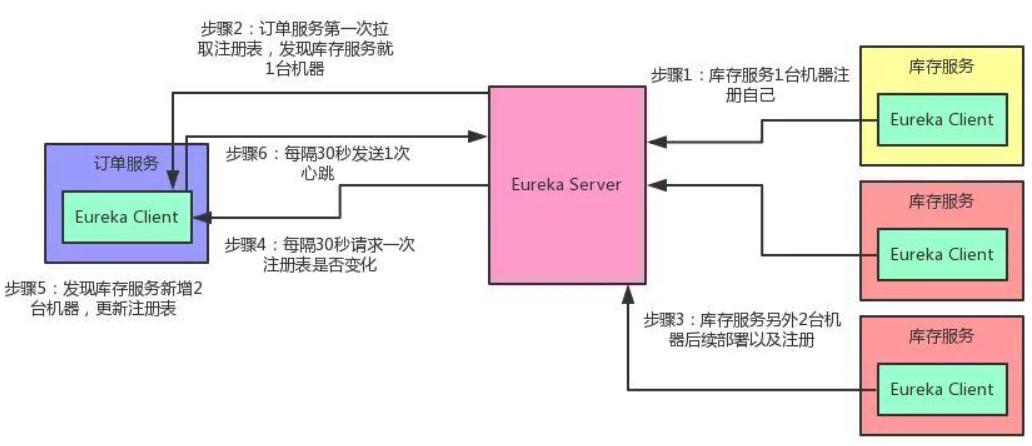 步骤2：订单服务第一次拉
取注册表，发现库存服务就
1台机器
步骤1：库存服务1台机器注
册自己
库存服务
Eureka Client
订单服务
Eureka Client
步骤6：每隔30秒发送1次
心跳
Eureka Server
步骤4：每隔30秒请求一次
注册表是否变化
步骤5：发现库存服务新增2
台机器，更新注册表
库存服务
Eureka Client
步骤3：库存服务另外2台机
器后续部署以及注册
库存服务
Eureka Client